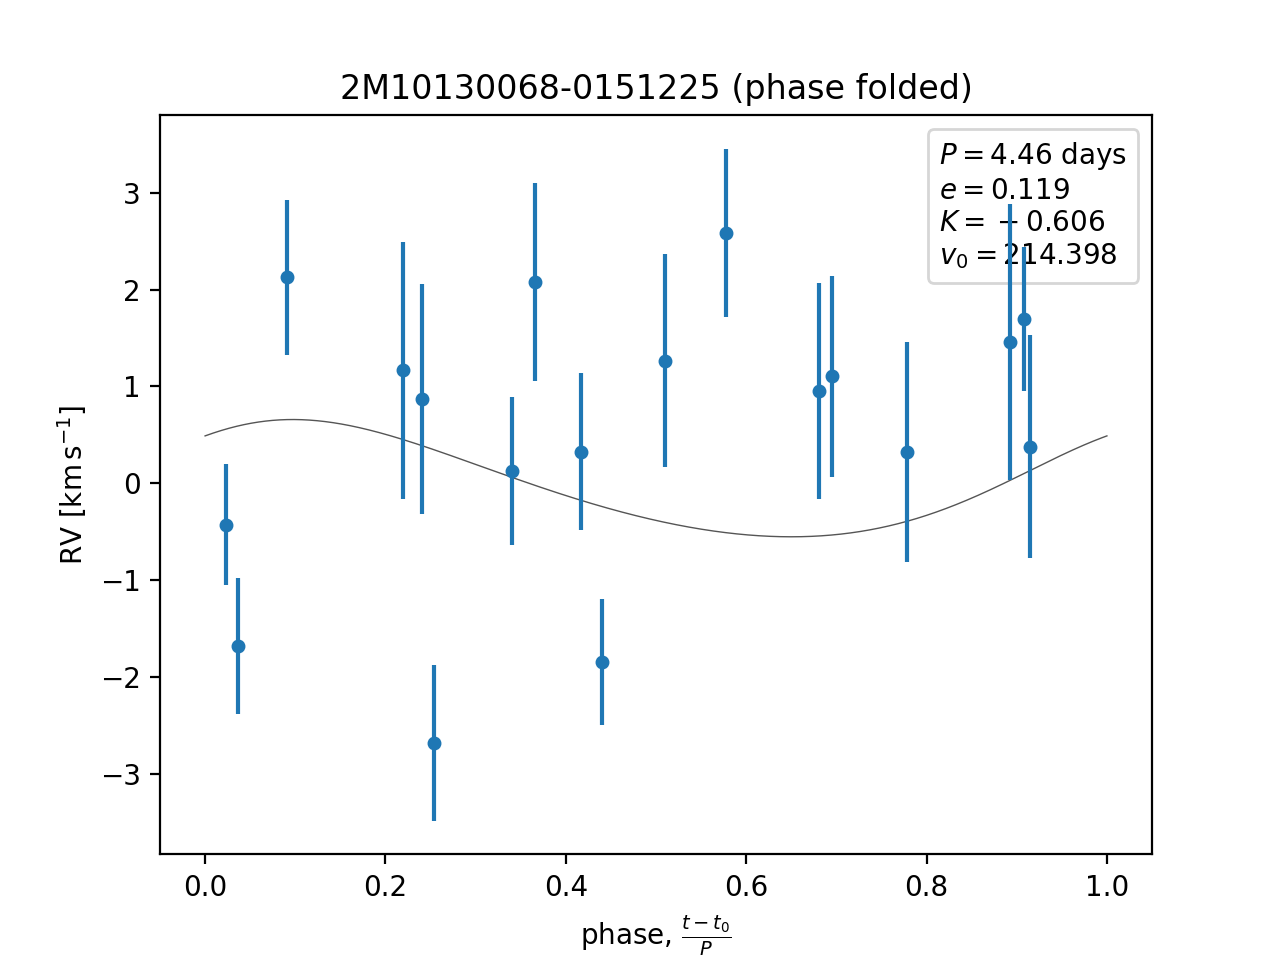 2M10130068-0151225 (phase folded)
P = 4.46 days
e = 0.119
K = −0.606
v₀ = 214.398
3
2
1
0
−1
−2
−3
RV [km s⁻¹]
0.0 0.2 0.4 0.6 0.8 1.0
phase, (t − t₀)/P